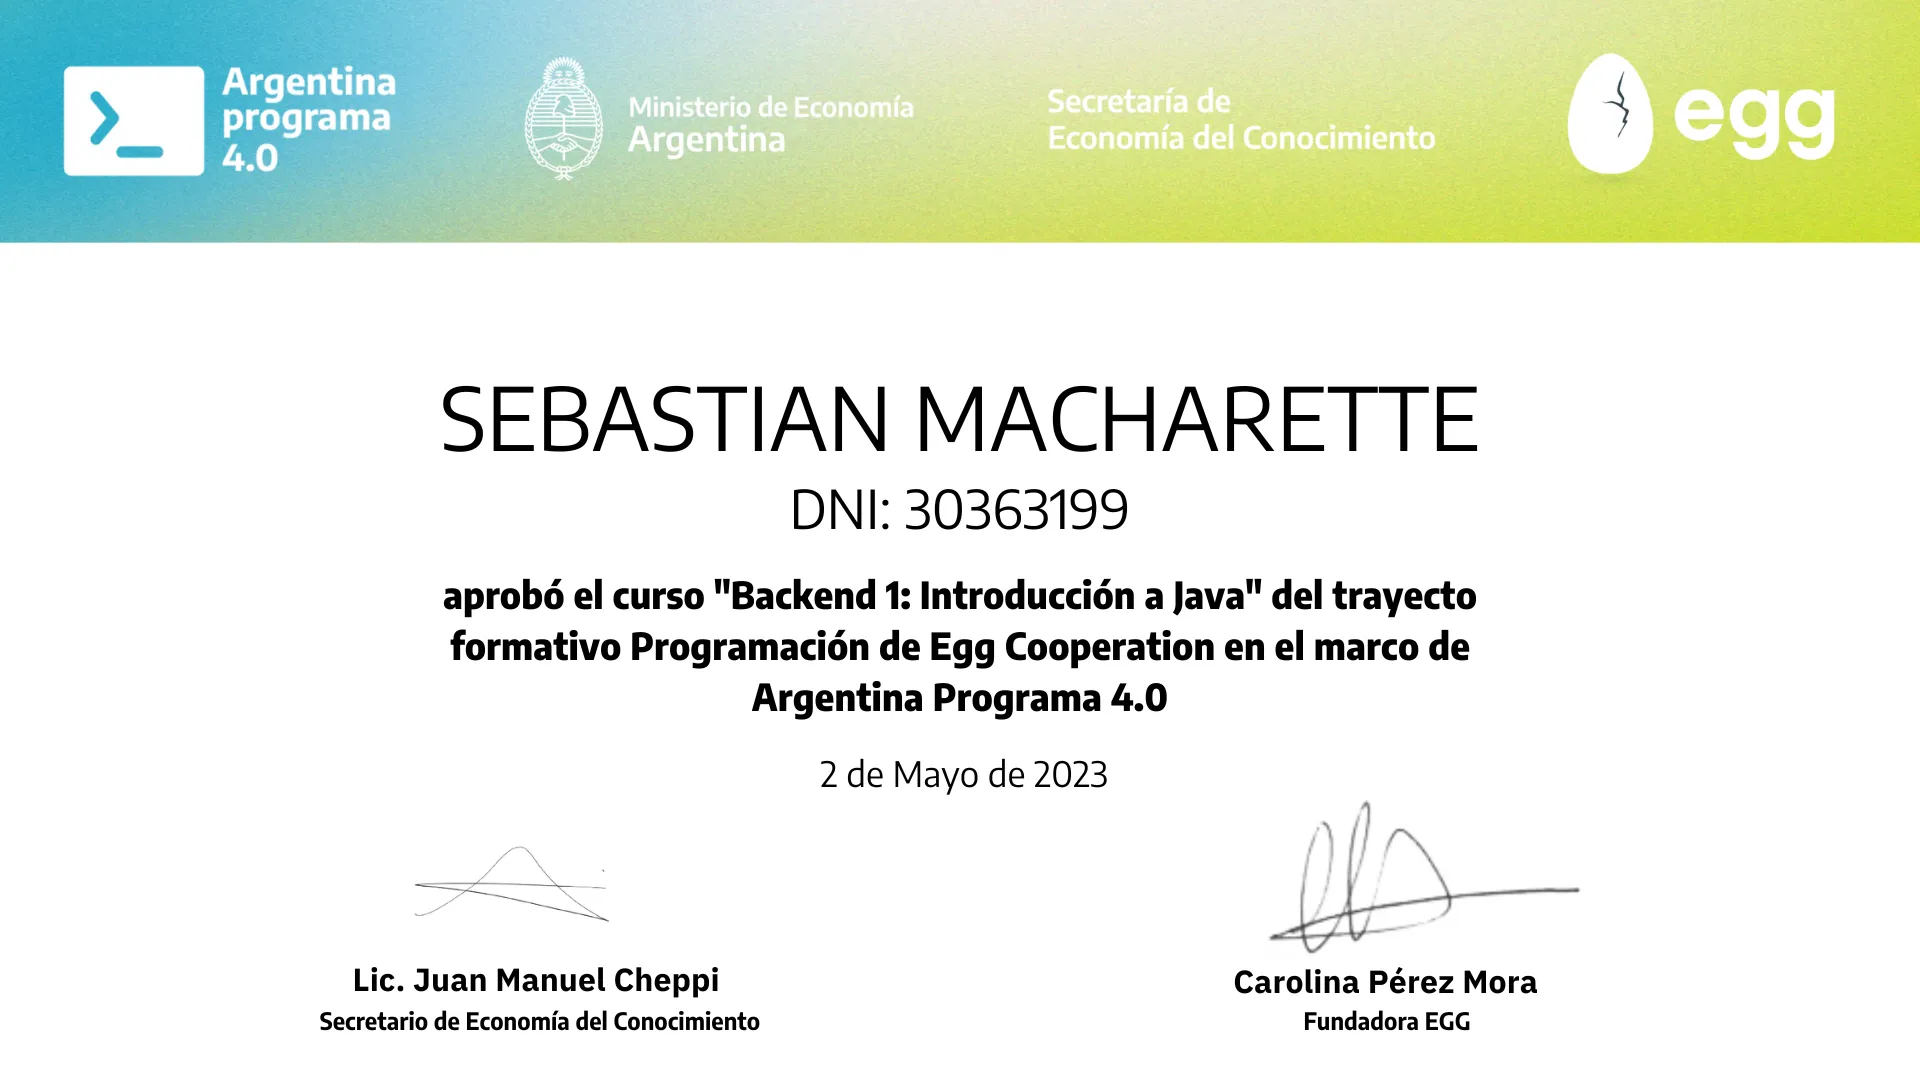 Argentina
programa
4.0
Ministerio de Economía
Argentina
Secretaría de
Economía del Conocimiento
egg
SEBASTIAN MACHARETTE
DNI: 30363199
aprobó el curso "Backend 1: Introducción a Java" del trayecto
formativo Programación de Egg Cooperation en el marco de
Argentina Programa 4.0
2 de Mayo de 2023
Lic. Juan Manuel Cheppi
Secretario de Economía del Conocimiento
Carolina Pérez Mora
Fundadora EGG